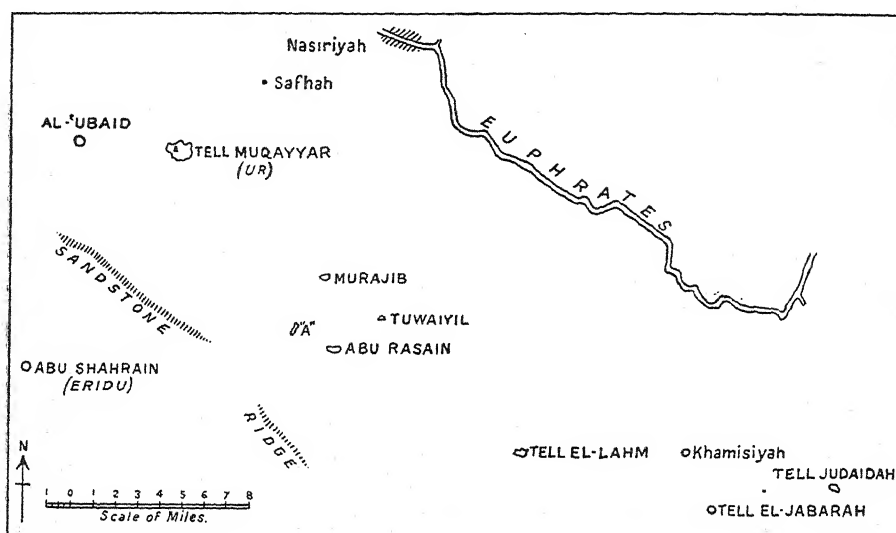 Nasiriyah
Safhah
AL-'UBAID
TELL MUQAYYAR
(UR)
EUPHRATES
SANDSTONE
MURAJIB
"A"
TUWAIYIL
ABU RASAIN
ABU SHAHRAIN
(ERIDU)
RIDGE
N
TELL EL-LAHM
Khamisiyah
TELL JUDAIDAH
TELL EL-JABARAH
1 0 1 2 3 4 5 6 7 8
Scale of Miles.